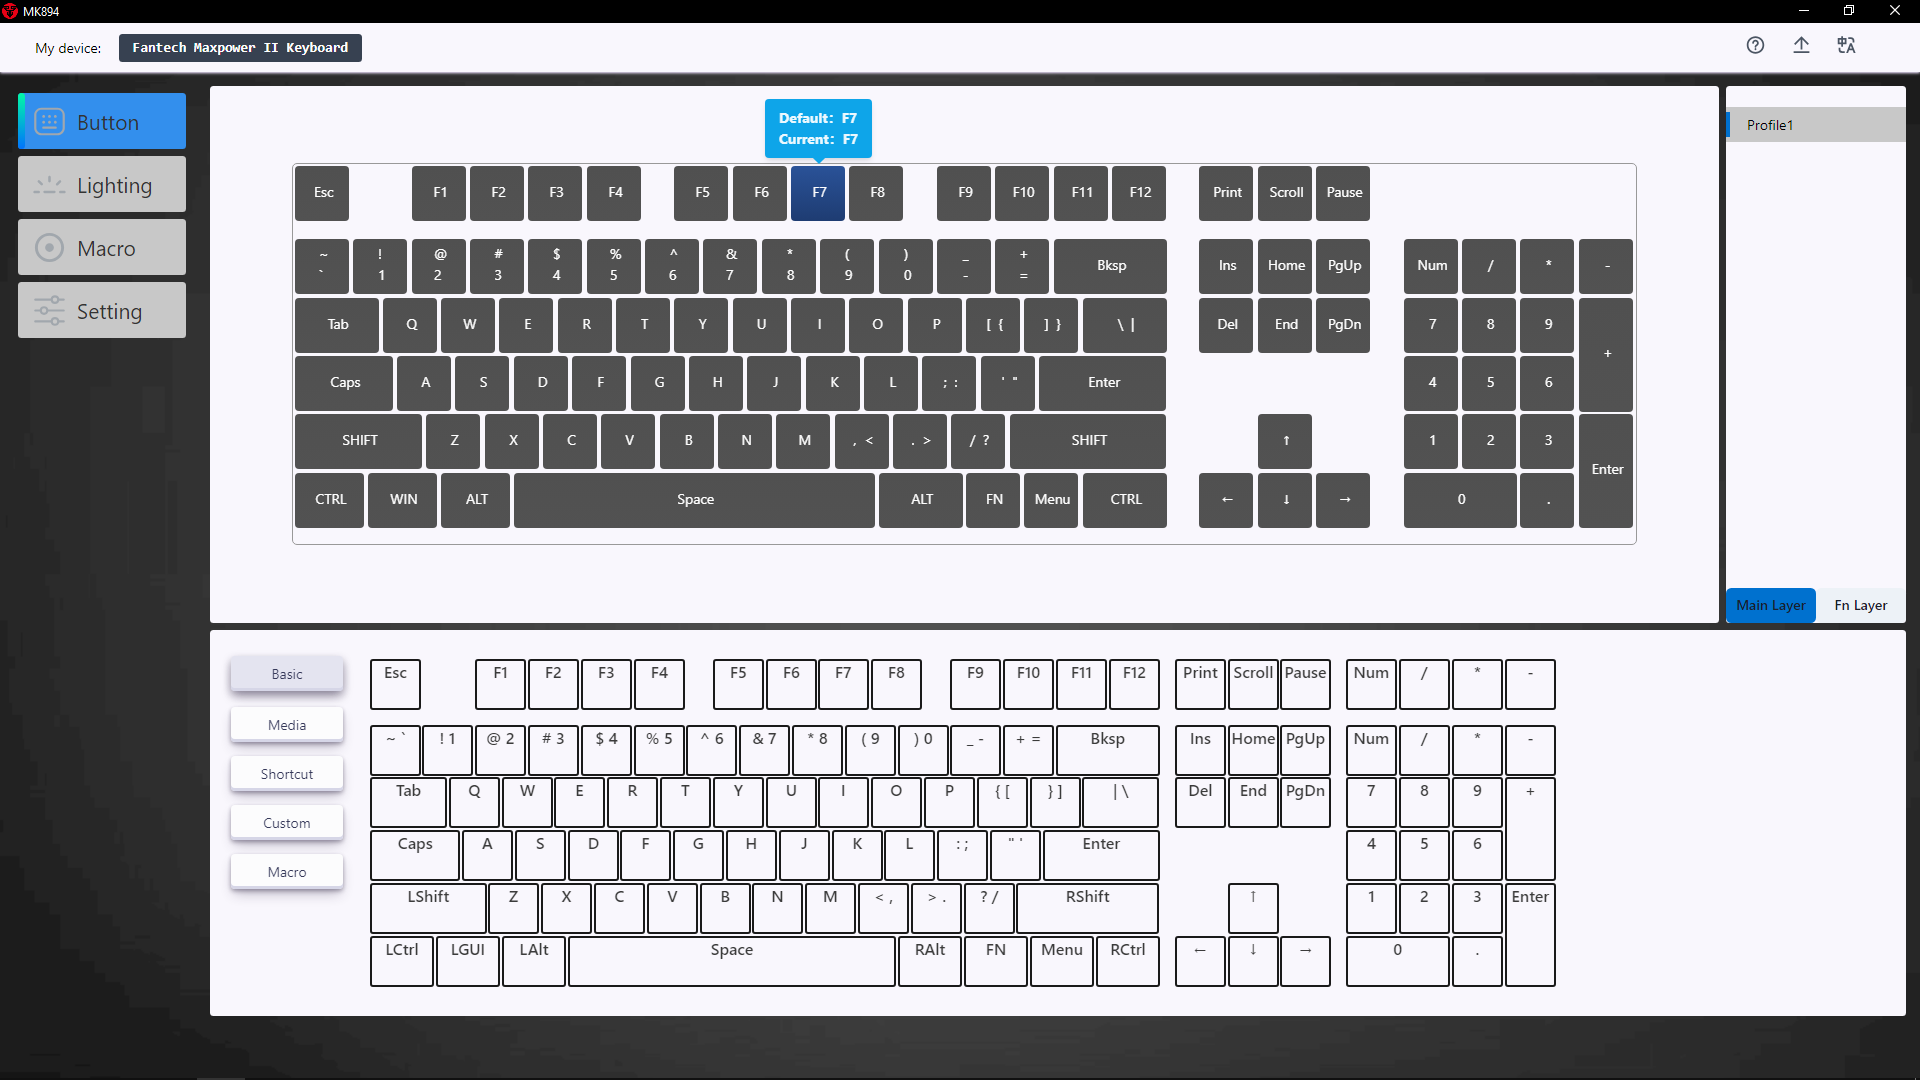 MK894
My device: Fantech Maxpower II Keyboard
Button
Lighting
Macro
Setting
Default: F7
Current: F7
Esc F1 F2 F3 F4 F5 F6 F7 F8 F9 F10 F11 F12 Print Scroll Pause
~ ! @ # $ % ^ & * ( ) _ +
` 1 2 3 4 5 6 7 8 9 0 - = Bksp Ins Home PgUp Num / * -
Tab Q W E R T Y U I O P [ { ] } \ | Del End PgDn 7 8 9 +
Caps A S D F G H J K L ; : ' " Enter 4 5 6
SHIFT Z X C V B N M , < . > / ? SHIFT ↑ 1 2 3 Enter
CTRL WIN ALT Space ALT FN Menu CTRL ← ↓ → 0 .
Profile1
Main Layer Fn Layer
Basic
Media
Shortcut
Custom
Macro
Esc F1 F2 F3 F4 F5 F6 F7 F8 F9 F10 F11 F12 Print Scroll Pause Num / * -
~ ` ! 1 @ 2 # 3 $ 4 % 5 ^ 6 & 7 * 8 ( 9 ) 0 _ - + = Bksp Ins Home PgUp Num / * -
Tab Q W E R T Y U I O P { [ } ] | \ Del End PgDn 7 8 9 +
Caps A S D F G H J K L : ; " ' Enter 4 5 6
LShift Z X C V B N M < , > . ? / RShift ↑ 1 2 3 Enter
LCtrl LGUI LAlt Space RAlt FN Menu RCtrl ← ↓ → 0 .